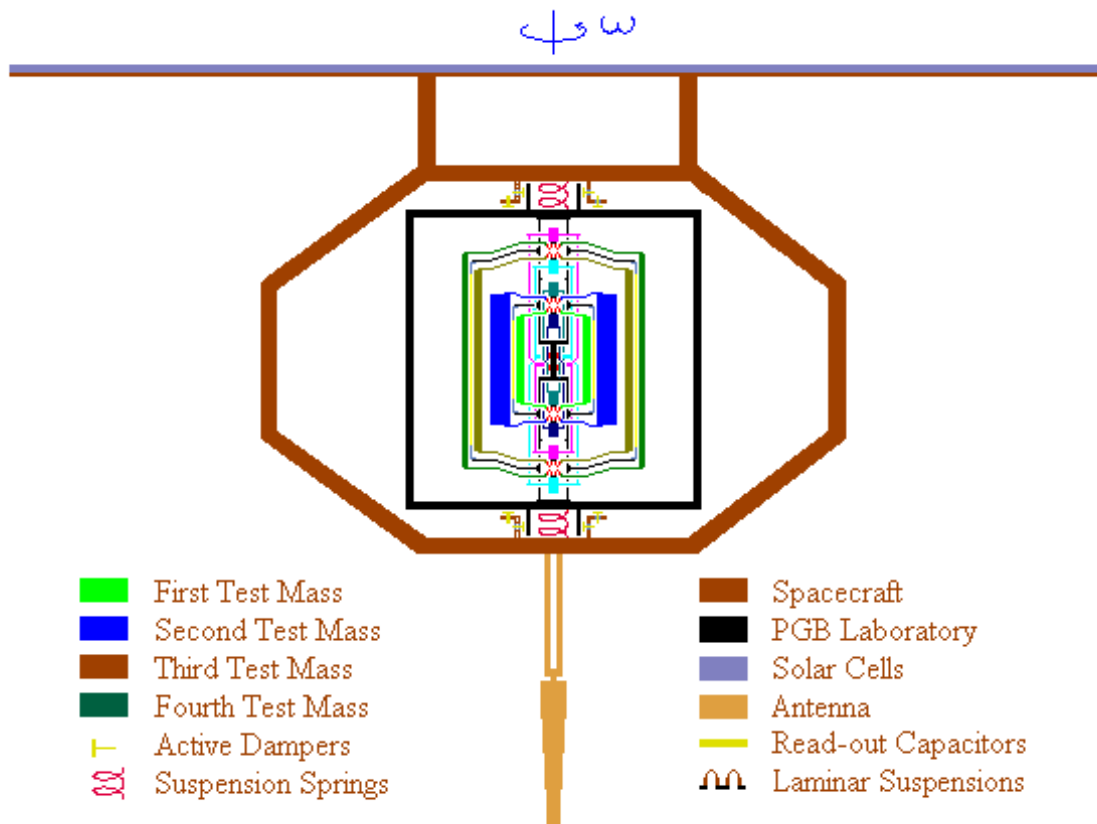 ω
First Test Mass
Second Test Mass
Third Test Mass
Fourth Test Mass
Active Dampers
Suspension Springs
Spacecraft
PGB Laboratory
Solar Cells
Antenna
Read-out Capacitors
Laminar Suspensions